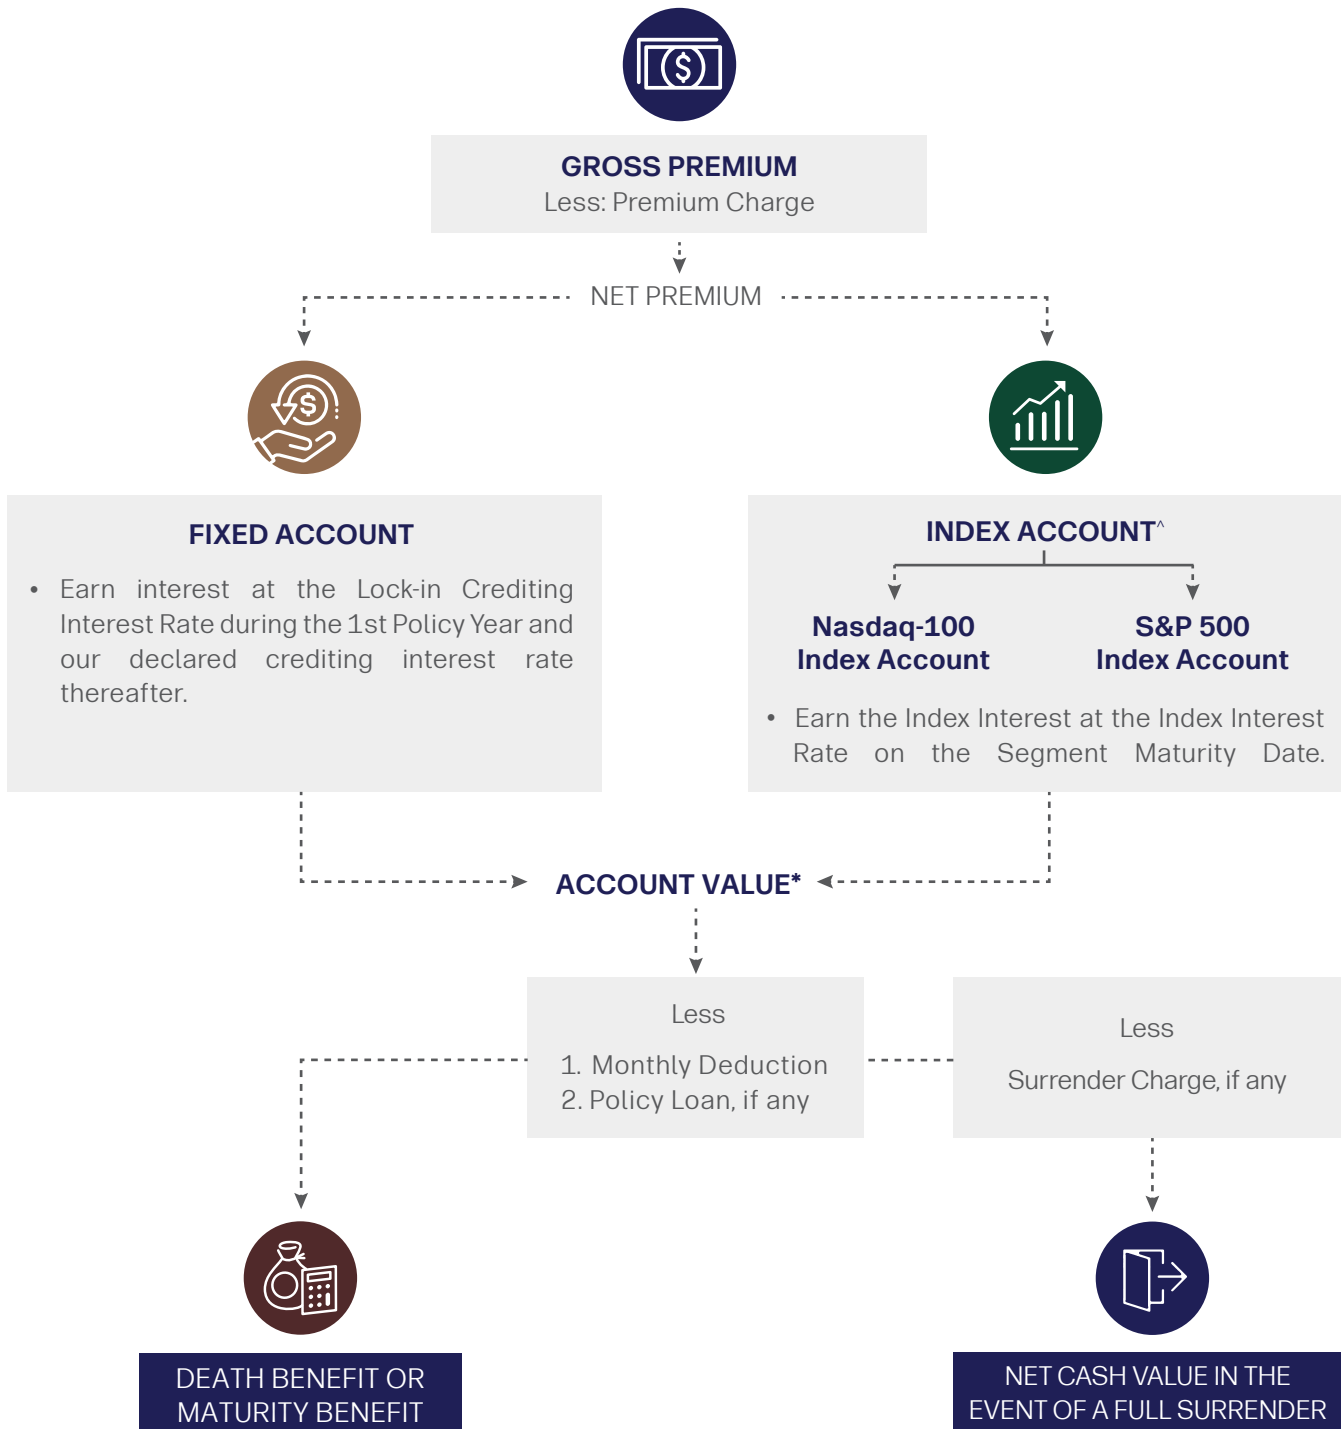 GROSS PREMIUM
Less: Premium Charge
NET PREMIUM
FIXED ACCOUNT
• Earn interest at the Lock-in Crediting
Interest Rate during the 1st Policy Year and
our declared crediting interest rate
thereafter.
INDEX ACCOUNT^
Nasdaq-100
Index Account
S&P 500
Index Account
• Earn the Index Interest at the Index Interest
Rate on the Segment Maturity Date.
ACCOUNT VALUE*
Less
1. Monthly Deduction
2. Policy Loan, if any
Less
Surrender Charge, if any
DEATH BENEFIT OR
MATURITY BENEFIT
NET CASH VALUE IN THE
EVENT OF A FULL SURRENDER